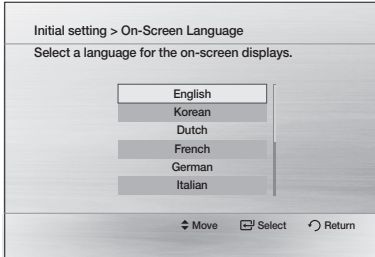 Initial setting > On-Screen Language
Select a language for the on-screen displays.
English
Korean
Dutch
French
German
Italian
Move Select Return